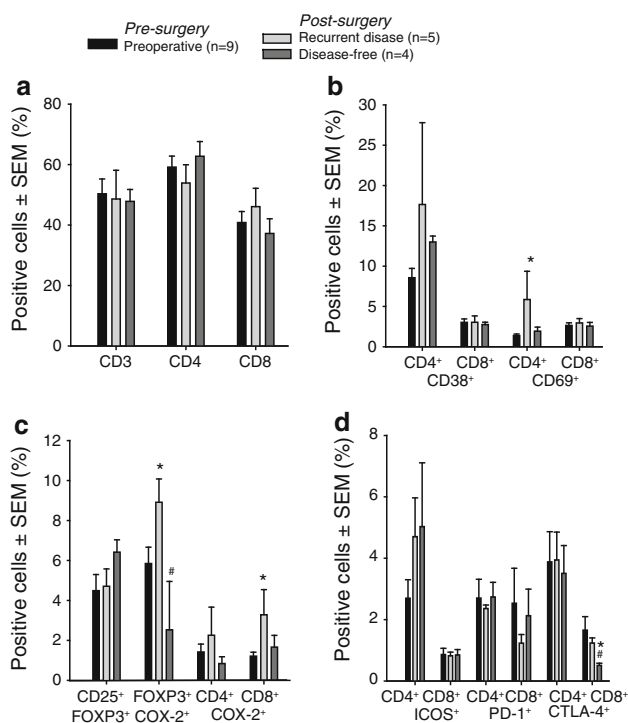 Pre-surgery Post-surgery
Preoperative (n=9) Recurrent disase (n=5)
Disease-free (n=4)
a
Positive cells ± SEM (%)
80
60
40
20
0
CD3 CD4 CD8
b
Positive cells ± SEM (%)
30
25
20
15
10
5
0
*
CD4⁺ CD8⁺ CD4⁺ CD8⁺
CD38⁺ CD69⁺
c
Positive cells ± SEM (%)
12
10
8
6
4
2
0
*
#
*
CD25⁺ FOXP3⁺ CD4⁺ CD8⁺
FOXP3⁺ COX-2⁺ COX-2⁺
d
Positive cells ± SEM (%)
8
6
4
2
0
*
#
CD4⁺ CD8⁺ CD4⁺ CD8⁺ CD4⁺ CD8⁺
ICOS⁺ PD-1⁺ CTLA-4⁺